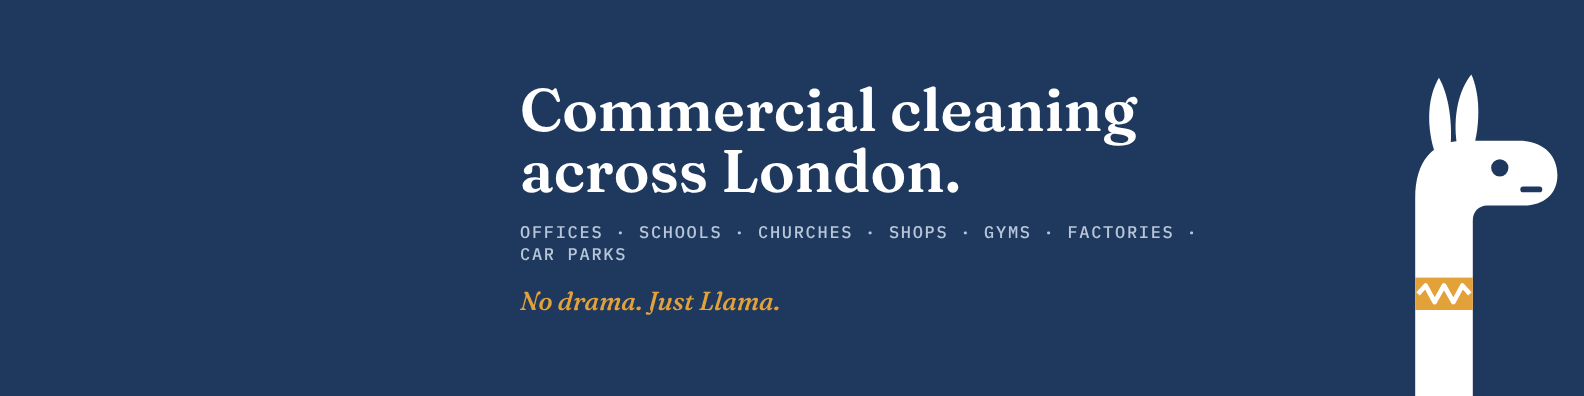 Commercial cleaning
across London.
OFFICES · SCHOOLS · CHURCHES · SHOPS · GYMS · FACTORIES ·
CAR PARKS
No drama. Just Llama.